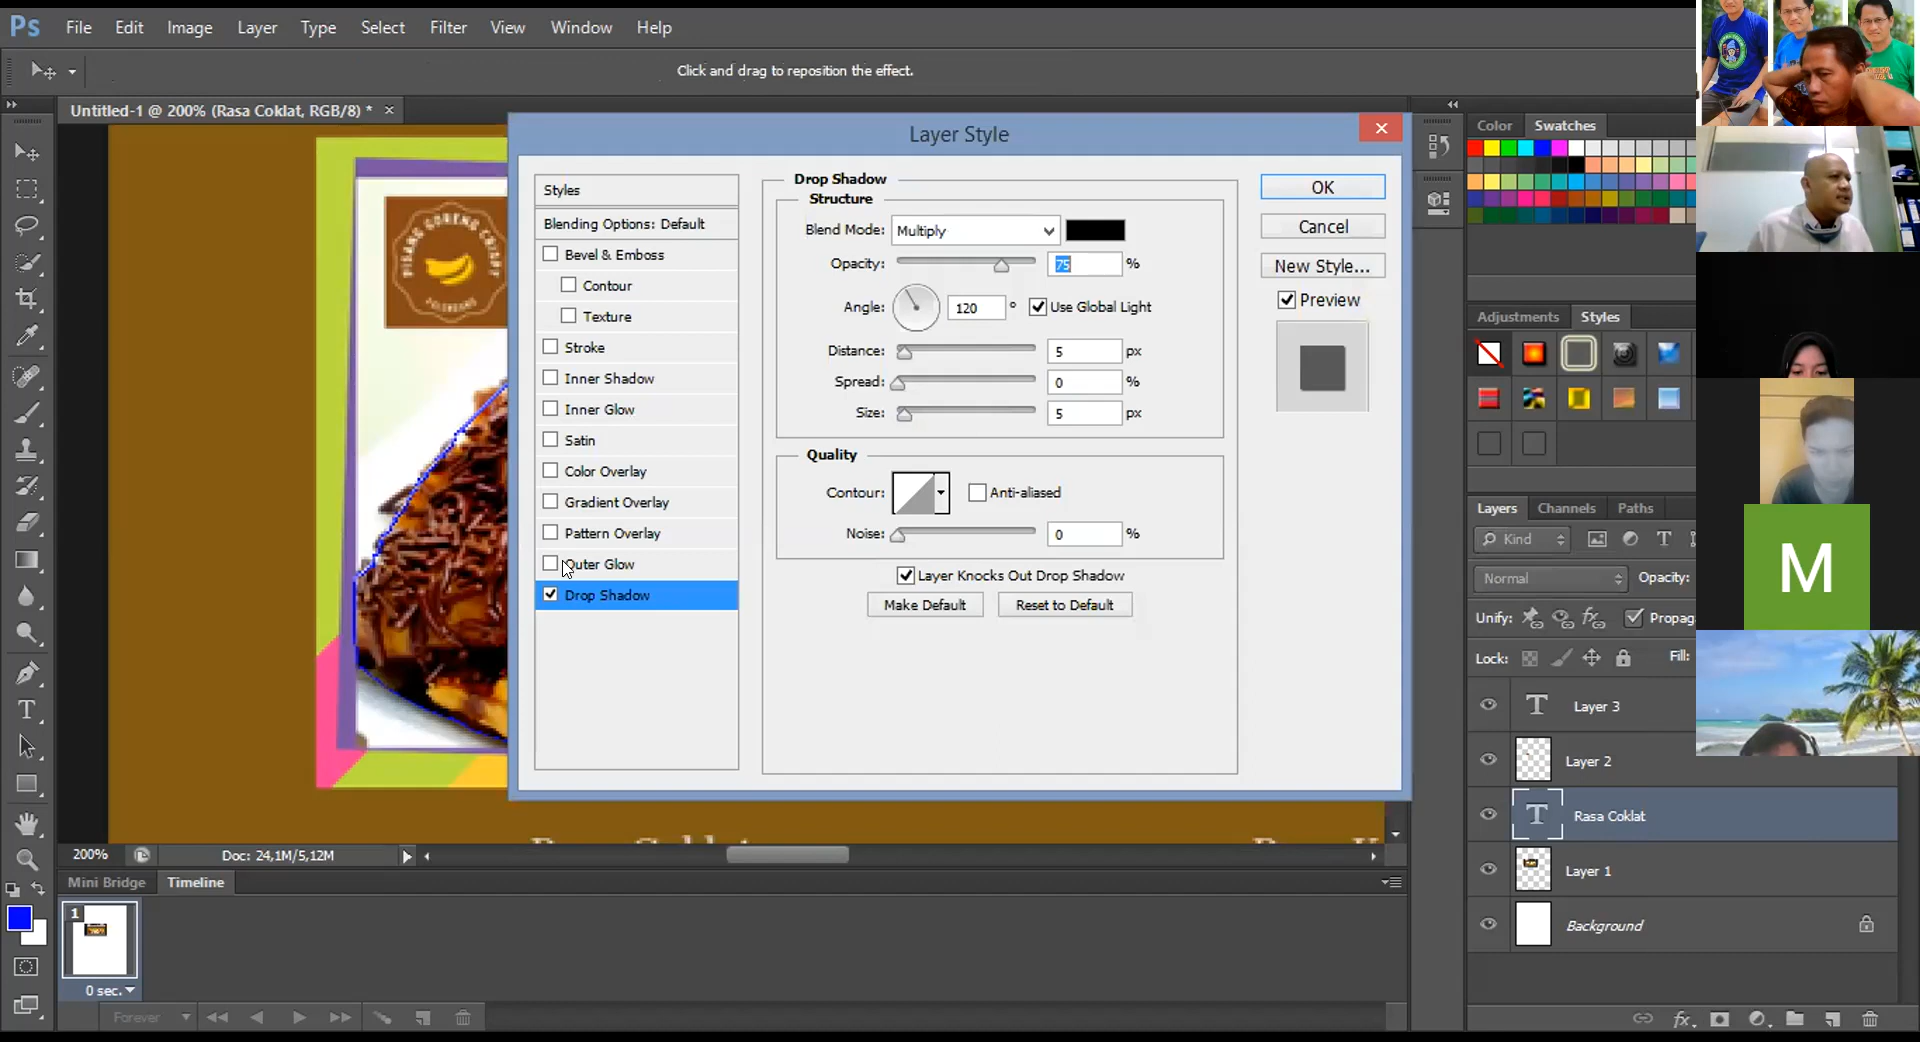 Ps File Edit Image Layer Type Select Filter View Window Help
Click and drag to reposition the effect.
Untitled-1 @ 200% (Rasa Coklat, RGB/8) * ×
Layer Style
Styles
Blending Options: Default
Bevel & Emboss
Contour
Texture
Stroke
Inner Shadow
Inner Glow
Satin
Color Overlay
Gradient Overlay
Pattern Overlay
Outer Glow
Drop Shadow
Drop Shadow
Structure
Blend Mode: Multiply
Opacity: 75 %
Angle: 120 ° Use Global Light
Distance: 5 px
Spread: 0 %
Size: 5 px
Quality
Contour: Anti-aliased
Noise: 0 %
Layer Knocks Out Drop Shadow
Make Default Reset to Default
OK
Cancel
New Style...
Preview
PISANG GORENG CRISPY
Color Swatches
Adjustments Styles
Layers Channels Paths
Kind T
Normal Opacity:
Unify: Propag
Lock: Fill:
T Layer 3
Layer 2
T Rasa Coklat
Layer 1
Background
fx
M
200% Doc: 24,1M/5,12M
Mini Bridge Timeline
1
0 sec.
Forever